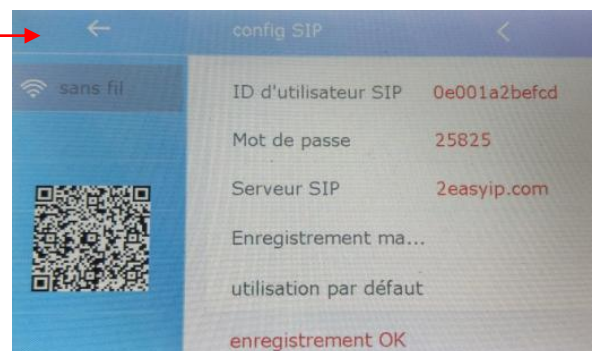 config SIP
sans fil
ID d'utilisateur SIP 0e001a2befcd
Mot de passe 25825
Serveur SIP 2easyip.com
Enregistrement ma...
utilisation par défaut
enregistrement OK